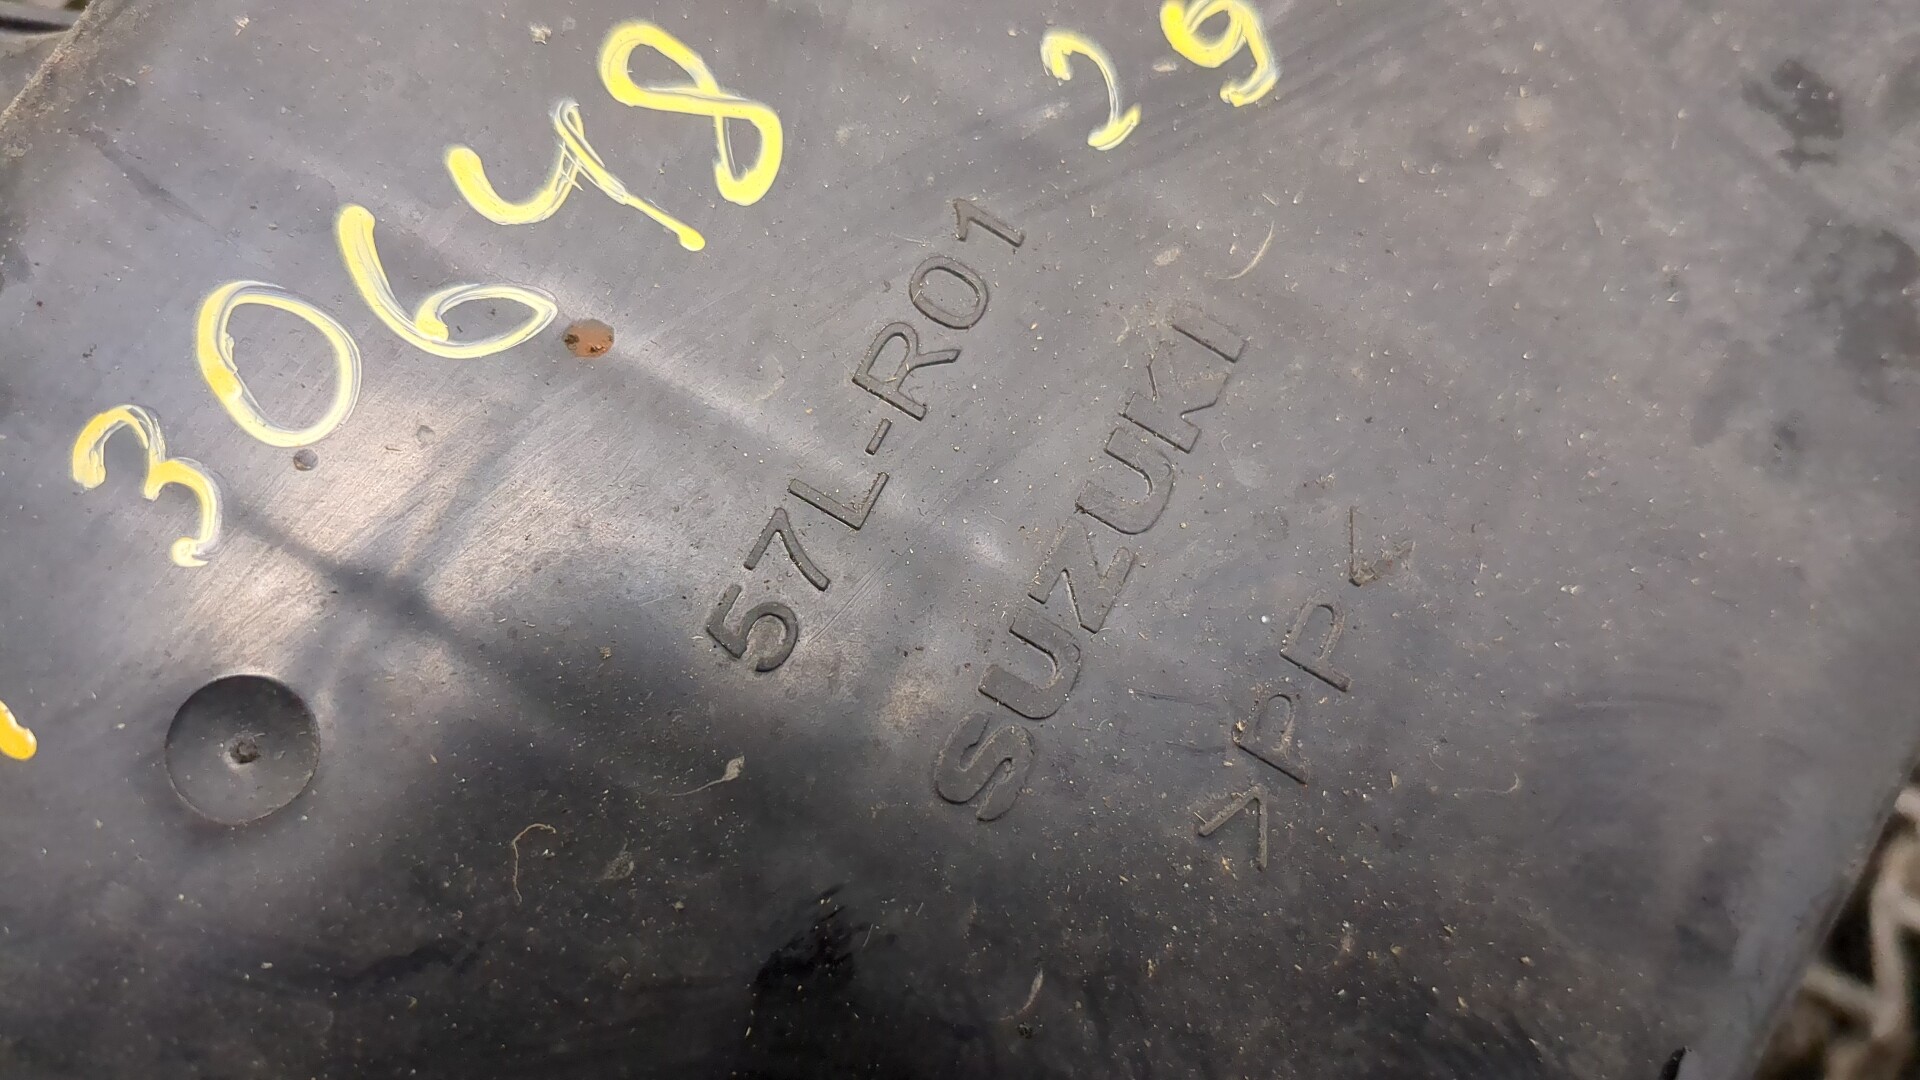 30648 29
57L-R01
SUZUKI
>PP<